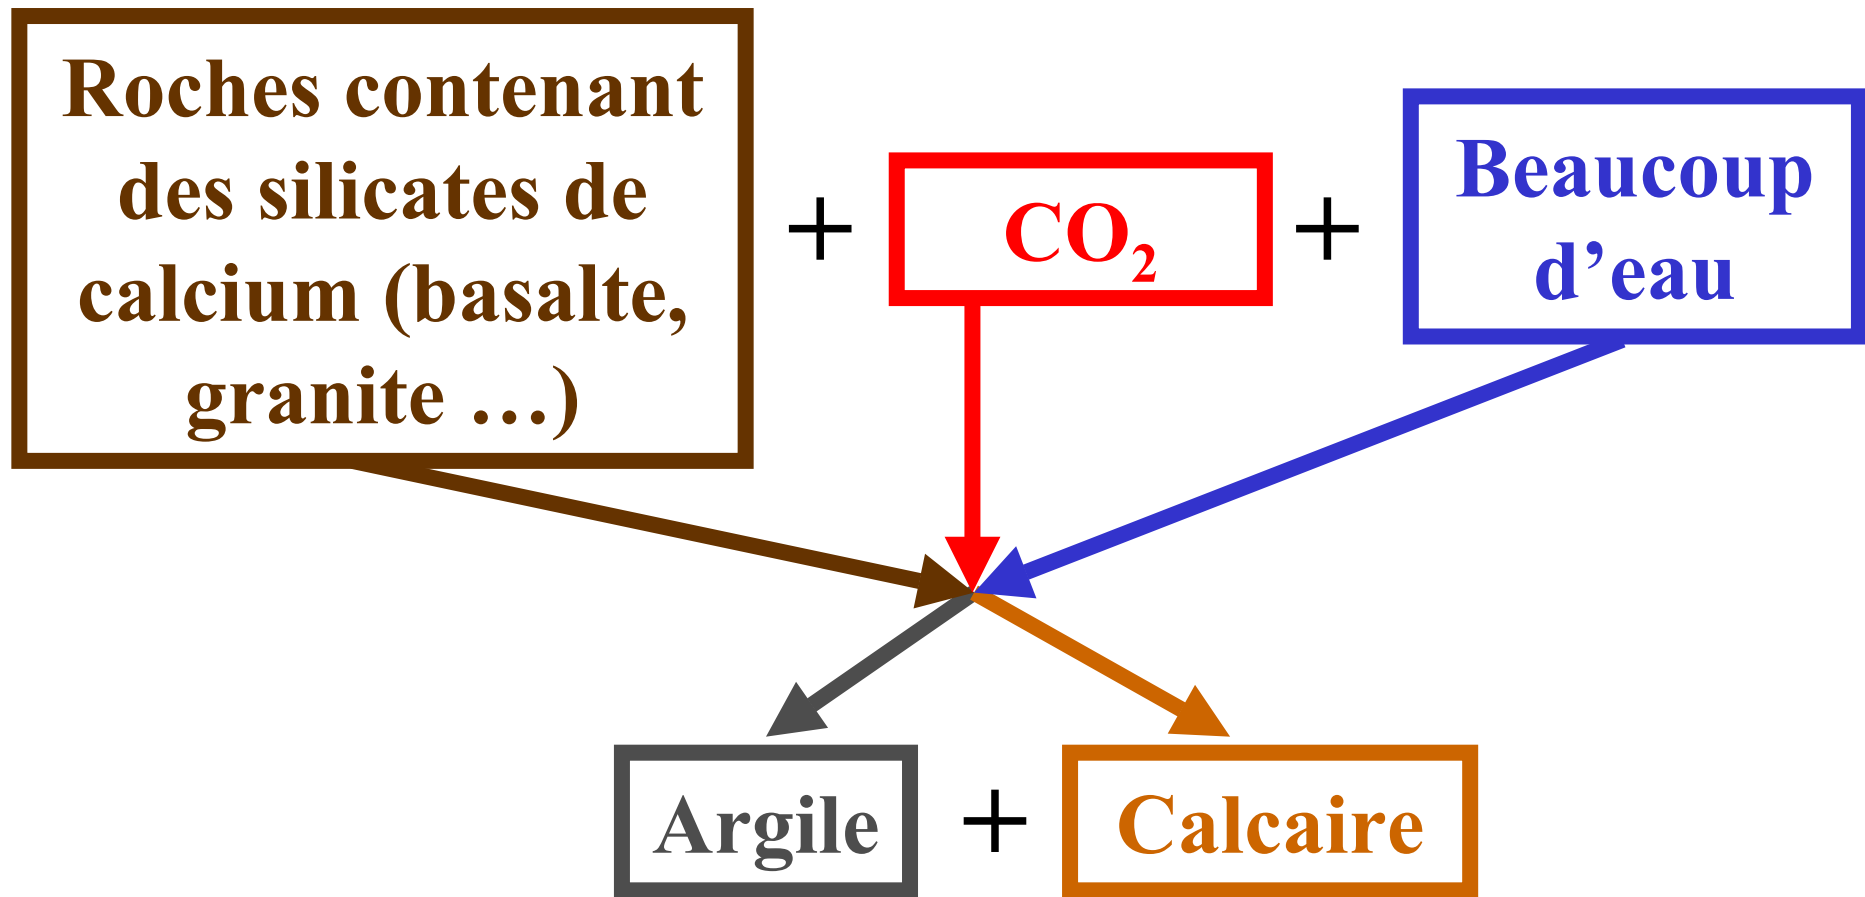 Roches contenant
des silicates de
calcium (basalte,
granite …)
+
CO₂
+
Beaucoup
d’eau
Argile
+
Calcaire